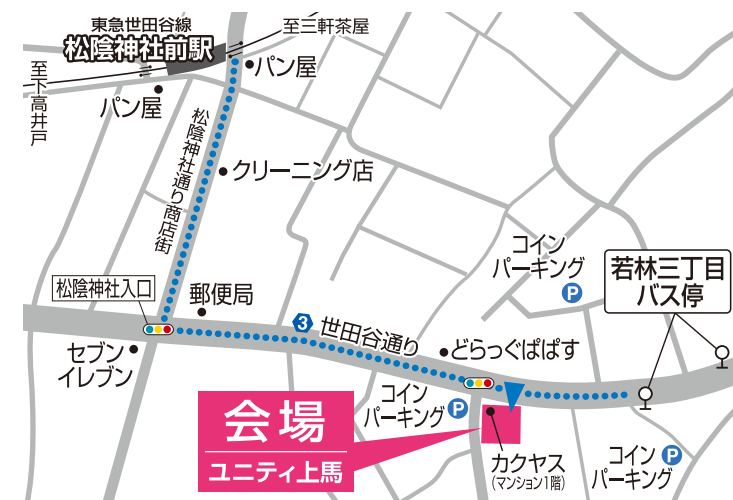 東急世田谷線
至三軒茶屋
松陰神社前駅
パン屋
至下高井戸
パン屋
松陰神社通り商店街
クリーニング店
コイン
パーキング
P
若林三丁目
バス停
松陰神社入口
郵便局
3
世田谷通り
セブン
イレブン
どらっぐぱぱす
コイン
パーキング
P
会場
ユニティ上馬
カクヤス
(マンション1階)
コイン
パーキング
P